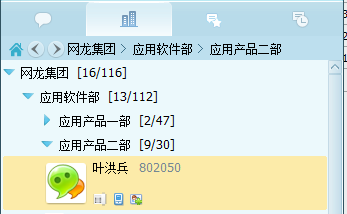 网龙集团 > 应用软件部 > 应用产品二部
网龙集团 [16/116]
应用软件部 [13/112]
应用产品一部 [2/47]
应用产品二部 [9/30]
叶洪兵 802050